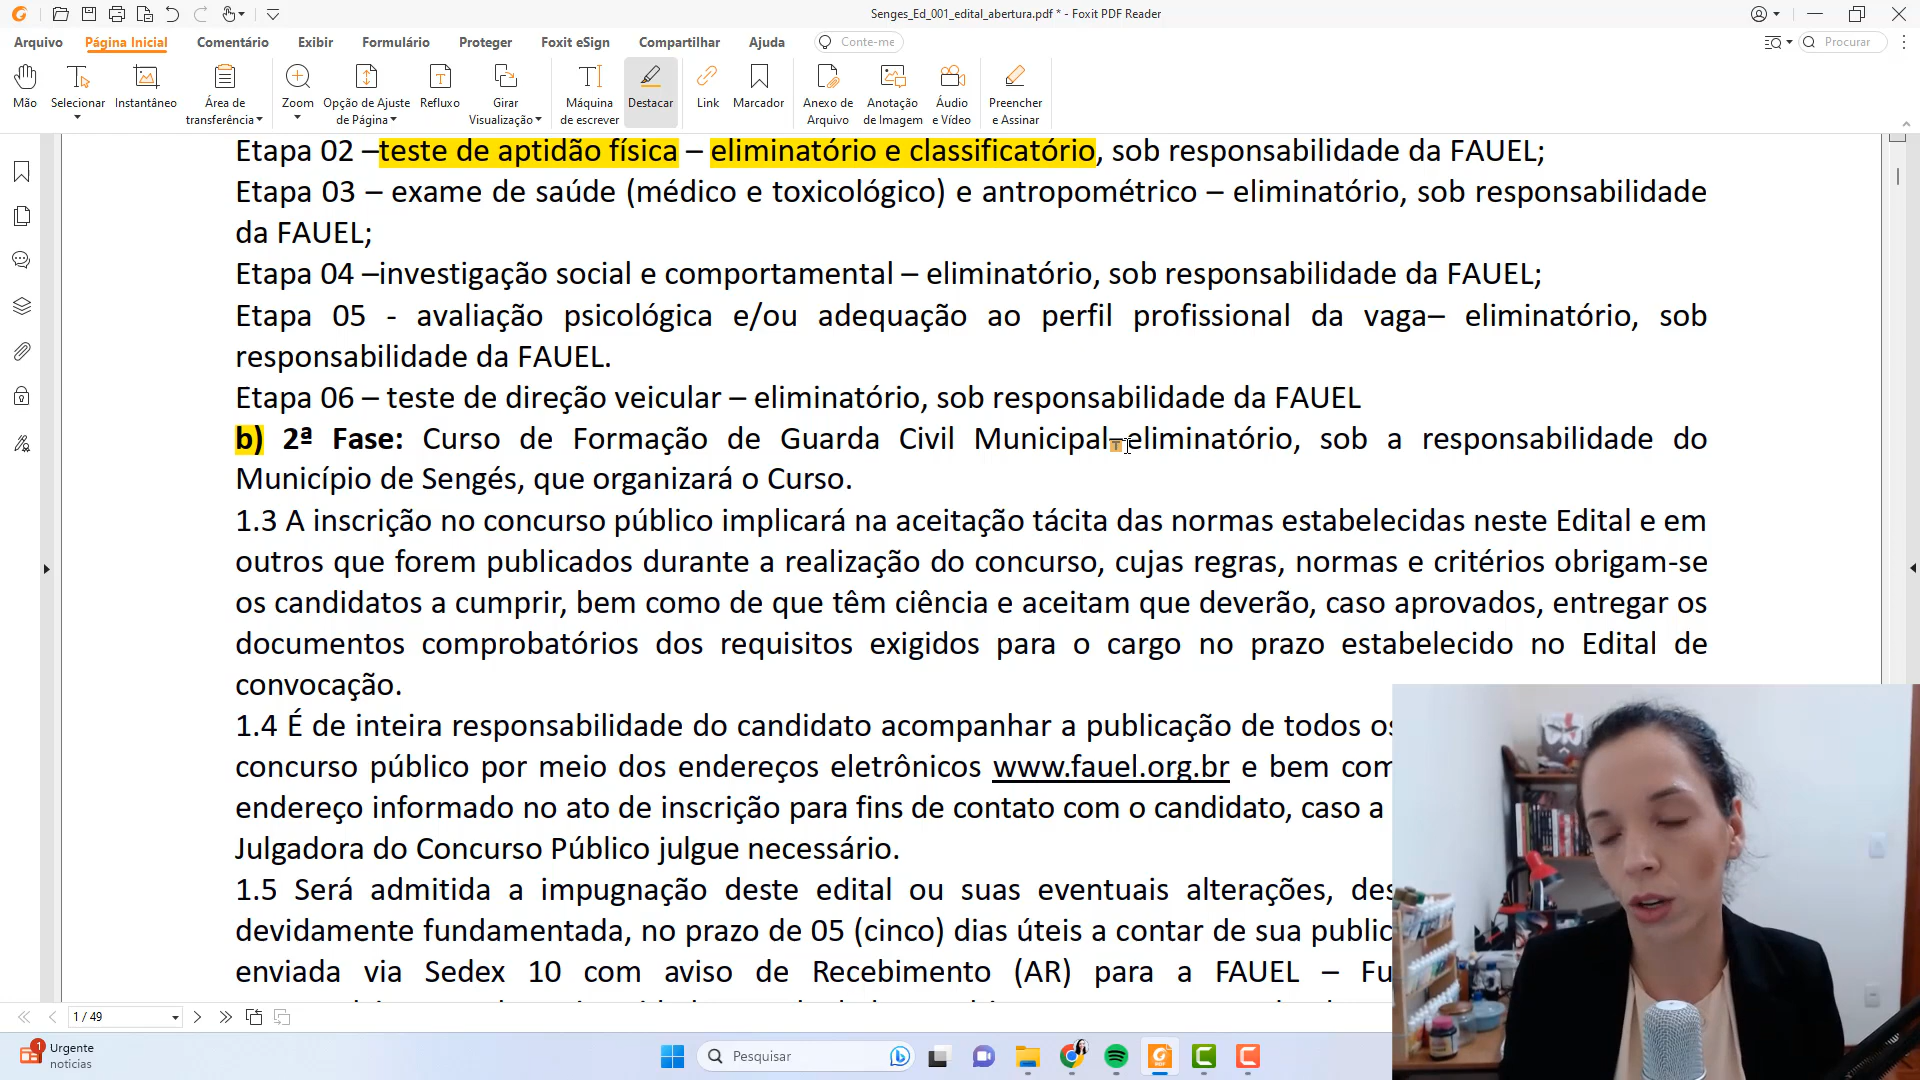 Senges_Ed_001_edital_abertura.pdf * - Foxit PDF Reader
Arquivo Página Inicial Comentário Exibir Formulário Proteger Foxit eSign Compartilhar Ajuda Conte-me Procurar
Mão Selecionar Instantâneo Área de transferência Zoom Opção de Ajuste de Página Refluxo Girar Visualização Máquina de escrever Destacar Link Marcador Anexo de Arquivo Anotação de Imagem Áudio e Vídeo Preencher e Assinar
Etapa 02 –teste de aptidão física – eliminatório e classificatório, sob responsabilidade da FAUEL;
Etapa 03 – exame de saúde (médico e toxicológico) e antropométrico – eliminatório, sob responsabilidade
da FAUEL;
Etapa 04 –investigação social e comportamental – eliminatório, sob responsabilidade da FAUEL;
Etapa 05 - avaliação psicológica e/ou adequação ao perfil profissional da vaga– eliminatório, sob
responsabilidade da FAUEL.
Etapa 06 – teste de direção veicular – eliminatório, sob responsabilidade da FAUEL
b) 2ª Fase: Curso de Formação de Guarda Civil Municipal–eliminatório, sob a responsabilidade do
Município de Sengés, que organizará o Curso.
1.3 A inscrição no concurso público implicará na aceitação tácita das normas estabelecidas neste Edital e em
outros que forem publicados durante a realização do concurso, cujas regras, normas e critérios obrigam-se
os candidatos a cumprir, bem como de que têm ciência e aceitam que deverão, caso aprovados, entregar os
documentos comprobatórios dos requisitos exigidos para o cargo no prazo estabelecido no Edital de
convocação.
1.4 É de inteira responsabilidade do candidato acompanhar a publicação de todos os
concurso público por meio dos endereços eletrônicos www.fauel.org.br e bem com
endereço informado no ato de inscrição para fins de contato com o candidato, caso a
Julgadora do Concurso Público julgue necessário.
1.5 Será admitida a impugnação deste edital ou suas eventuais alterações, des
devidamente fundamentada, no prazo de 05 (cinco) dias úteis a contar de sua public
enviada via Sedex 10 com aviso de Recebimento (AR) para a FAUEL – Fu
1 / 49
1
Urgente
notícias
Pesquisar